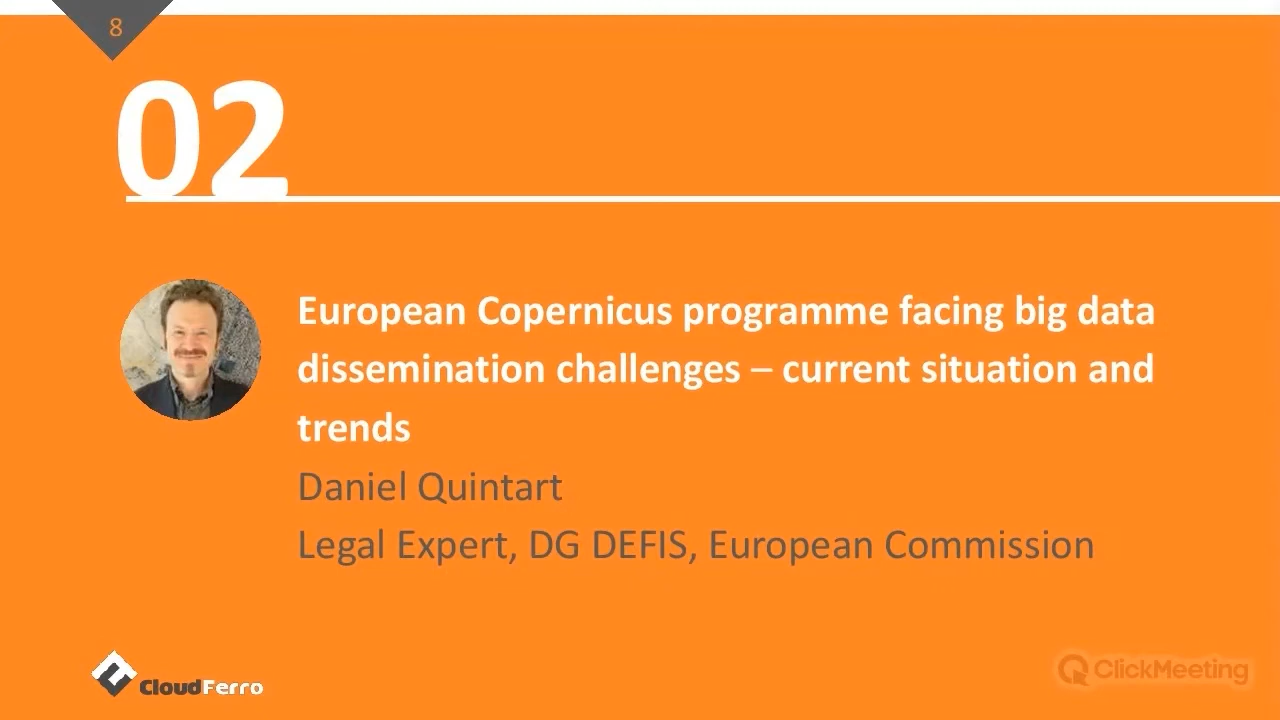 8
02
European Copernicus programme facing big data
dissemination challenges – current situation and
trends
Daniel Quintart
Legal Expert, DG DEFIS, European Commission
CloudFerro
ClickMeeting